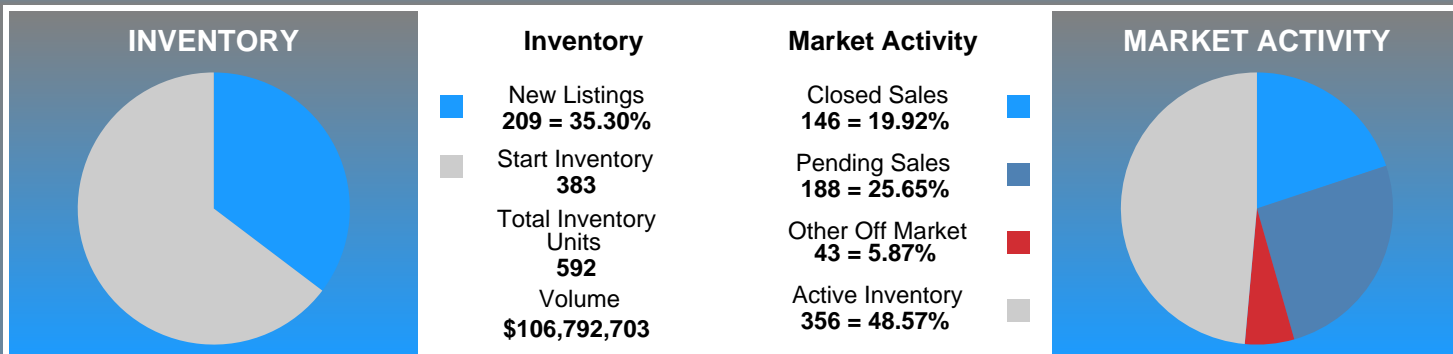 INVENTORY
Inventory
New Listings
209 = 35.30%
Start Inventory
383
Total Inventory
Units
592
Volume
$106,792,703
Market Activity
Closed Sales
146 = 19.92%
Pending Sales
188 = 25.65%
Other Off Market
43 = 5.87%
Active Inventory
356 = 48.57%
MARKET ACTIVITY